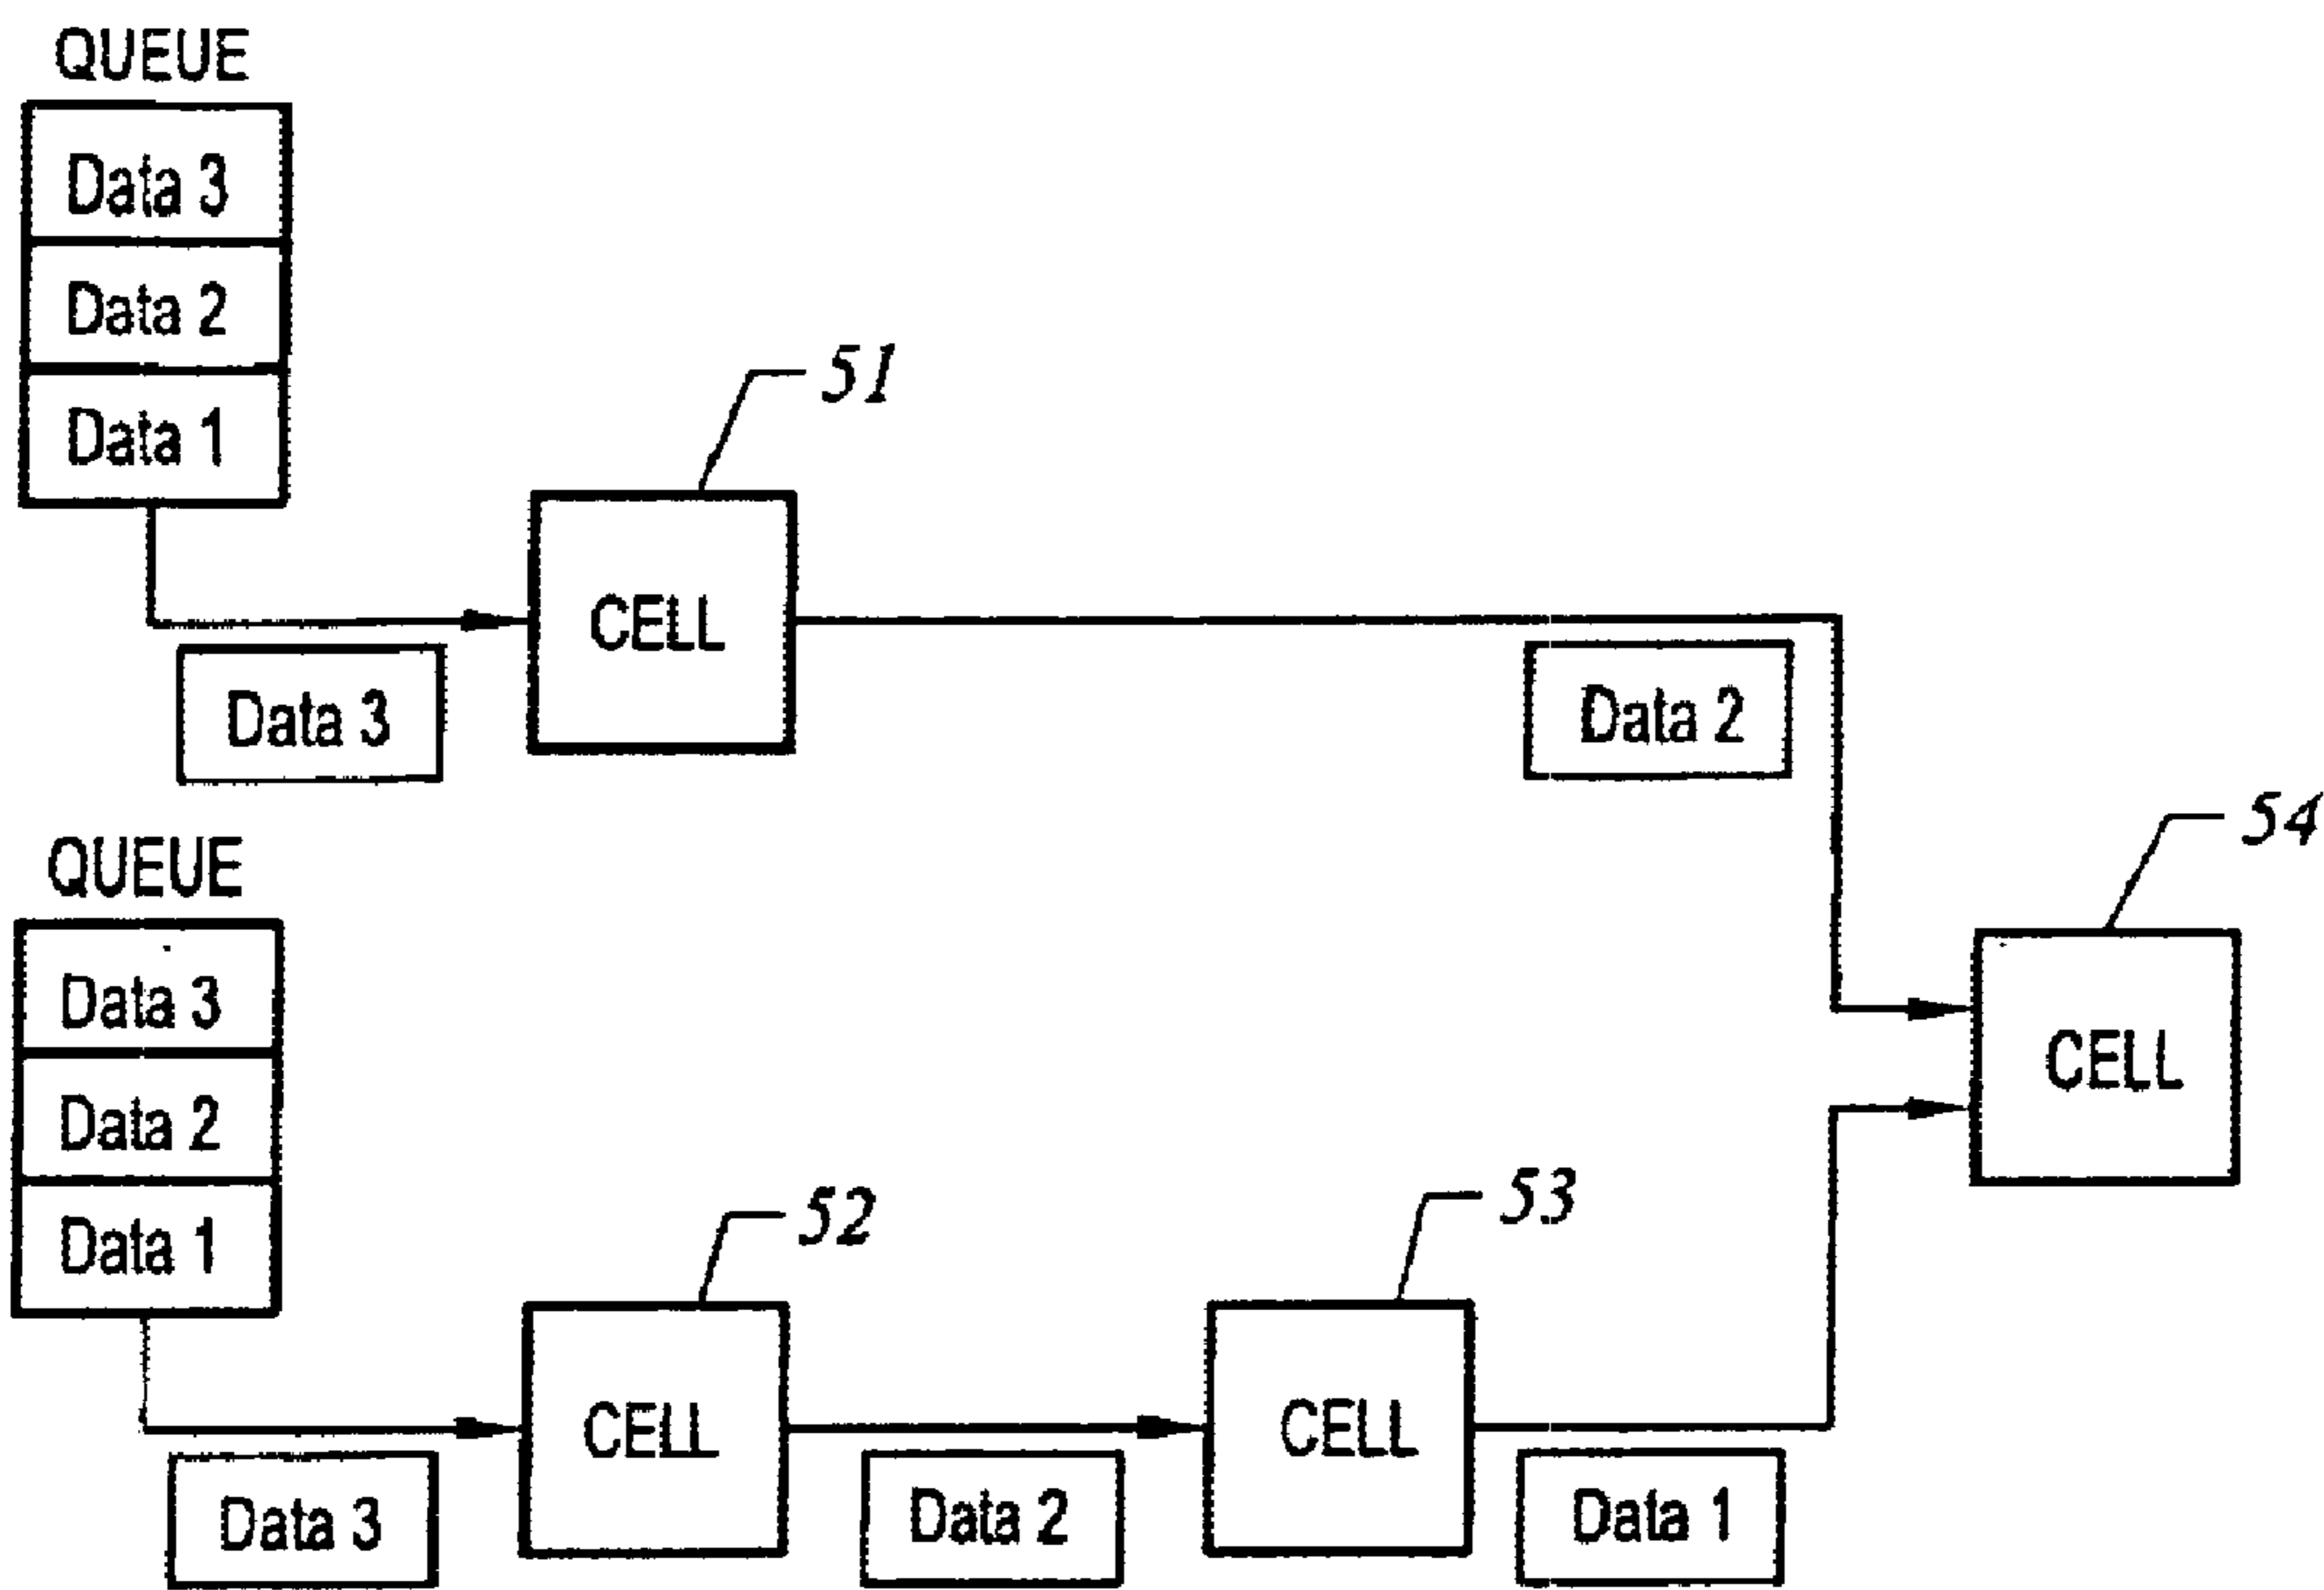 QUEUE
Data 3
Data 2
Data 1
51
CELL
Data 3
Data 2
54
CELL
QUEUE
Data 3
Data 2
Data 1
52
53
CELL
CELL
Data 3
Data 2
Data 1